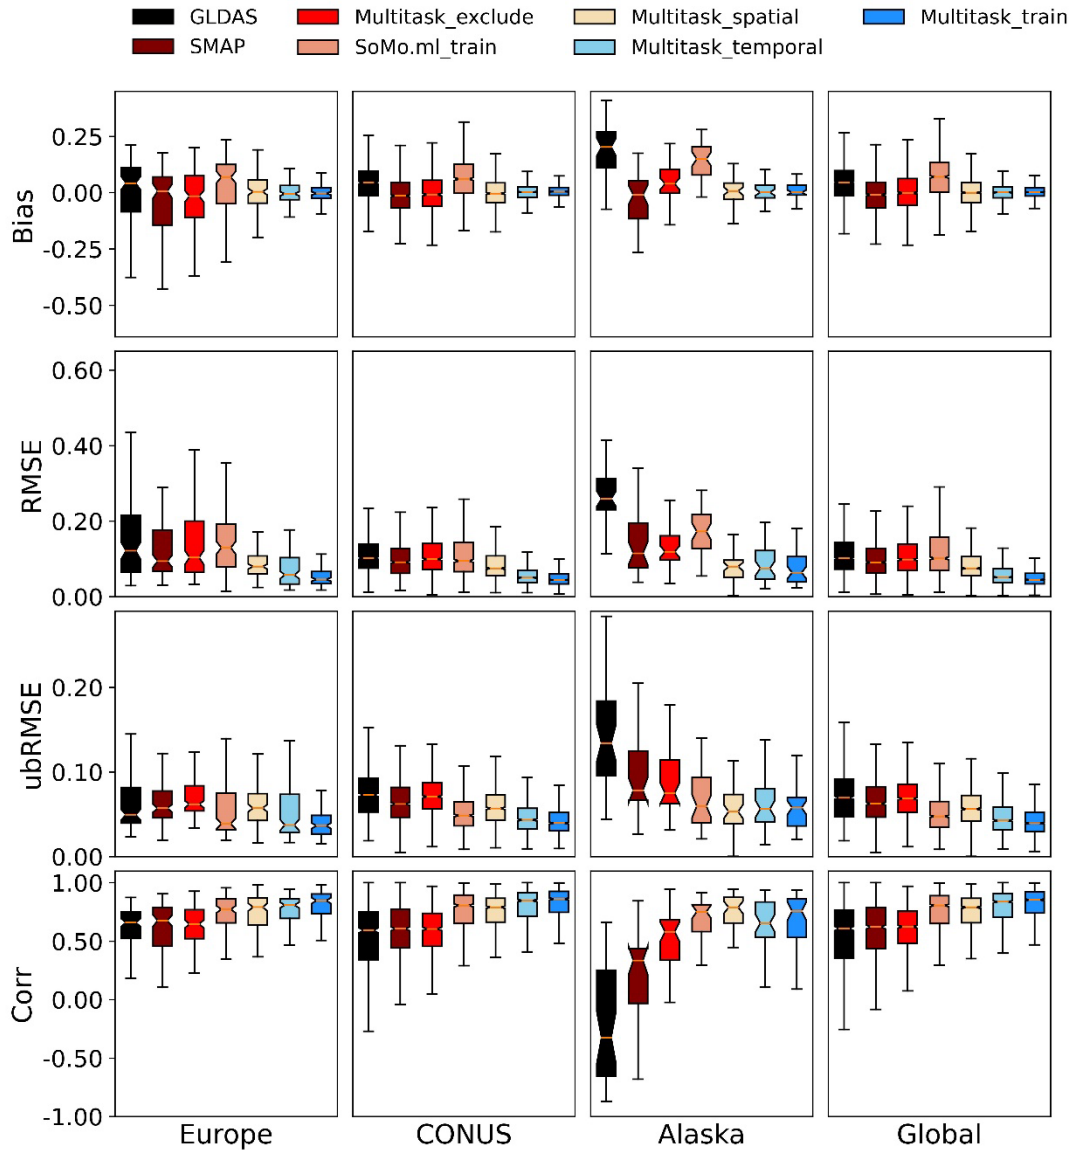 GLDAS Multitask_exclude Multitask_spatial Multitask_train
SMAP SoMo.ml_train Multitask_temporal
Bias
0.25
0.00
-0.25
-0.50
RMSE
0.60
0.40
0.20
0.00
ubRMSE
0.20
0.10
0.00
Corr
1.00
0.50
0.00
-0.50
-1.00
Europe CONUS Alaska Global